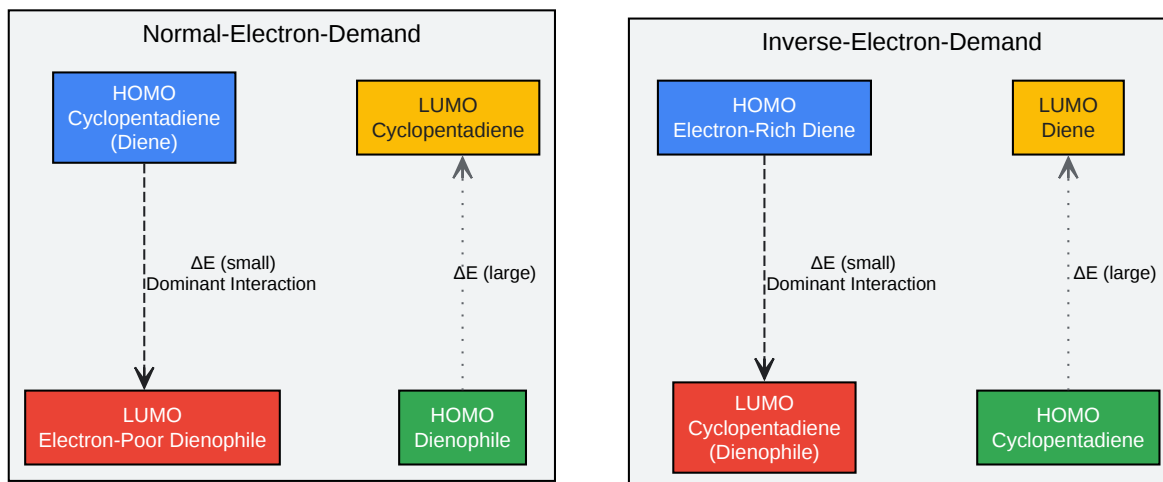 Normal-Electron-Demand
HOMO
Cyclopentadiene
(Diene)
LUMO
Cyclopentadiene
ΔE (small)
Dominant Interaction
ΔE (large)
LUMO
Electron-Poor Dienophile
HOMO
Dienophile
Inverse-Electron-Demand
HOMO
Electron-Rich Diene
LUMO
Diene
ΔE (small)
Dominant Interaction
ΔE (large)
LUMO
Cyclopentadiene
(Dienophile)
HOMO
Cyclopentadiene